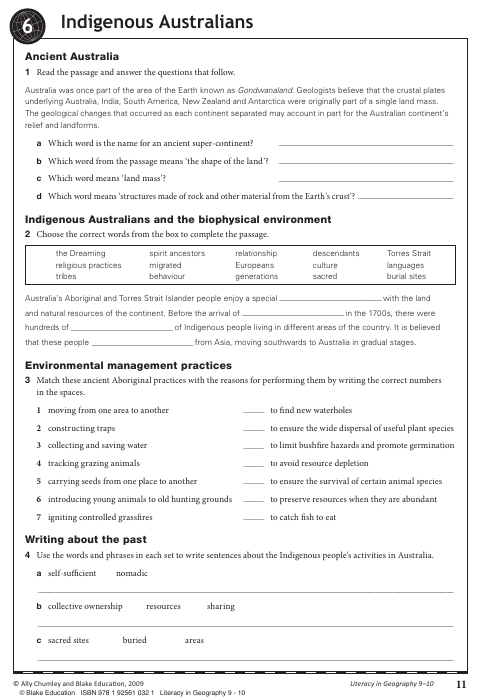 6 Indigenous Australians
Ancient Australia
1 Read the passage and answer the questions that follow.
Australia was once part of the area of the Earth known as Gondwanaland. Geologists believe that the crustal plates
underlying Australia, India, South America, New Zealand and Antarctica were originally part of a single land mass.
The geological changes that occurred as each continent separated may account in part for the Australian continent's
relief and landforms.
a Which word is the name for an ancient super-continent?
b Which word from the passage means 'the shape of the land'?
c Which word means 'land mass'?
d Which word means 'structures made of rock and other material from the Earth's crust'?
Indigenous Australians and the biophysical environment
2 Choose the correct words from the box to complete the passage.
the Dreaming spirit ancestors relationship descendants Torres Strait
religious practices migrated Europeans culture languages
tribes behaviour generations sacred burial sites
Australia's Aboriginal and Torres Strait Islander people enjoy a special ____ with the land
and natural resources of the continent. Before the arrival of ____ in the 1700s, there were
hundreds of ____ of Indigenous people living in different areas of the country. It is believed
that these people ____ from Asia, moving southwards to Australia in gradual stages.
Environmental management practices
3 Match these ancient Aboriginal practices with the reasons for performing them by writing the correct numbers
in the spaces.
1 moving from one area to another ____ to find new waterholes
2 constructing traps ____ to ensure the wide dispersal of useful plant species
3 collecting and saving water ____ to limit bushfire hazards and promote germination
4 tracking grazing animals ____ to avoid resource depletion
5 carrying seeds from one place to another ____ to ensure the survival of certain animal species
6 introducing young animals to old hunting grounds ____ to preserve resources when they are abundant
7 igniting controlled grassfires ____ to catch fish to eat
Writing about the past
4 Use the words and phrases in each set to write sentences about the Indigenous people's activities in Australia.
a self-sufficient nomadic
b collective ownership resources sharing
c sacred sites buried areas
© Ally Chumley and Blake Education, 2009 Literacy in Geography 9–10 11
© Blake Education ISBN 978 1 92561 032 1 Literacy in Geography 9 - 10